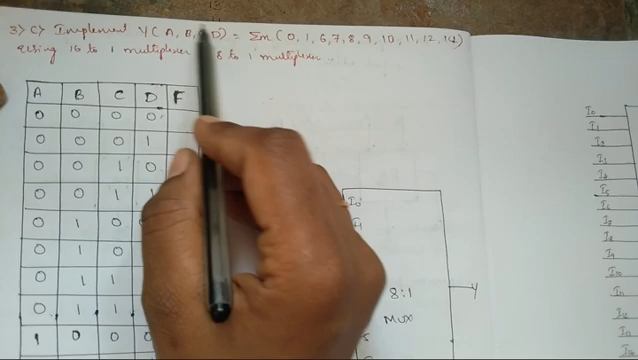 3) C) Implement Y(A, B, C, D) = Σm (0, 1, 6, 7, 8, 9, 10, 11, 12, 14)
using 16 to 1 multiplexer 8 to 1 multiplexer.
A B C D F
0 0 0 0
0 0 0 1
0 0 1 0
0 0 1 1
0 1 0 0
0 1 0
0 1 1
0 1 1
1 0 0 0
I0
I1
8:1
MUX
Y
I0
I1
I2
I3
I4
I5
I6
I8
I8
I9
I10
I11
I12